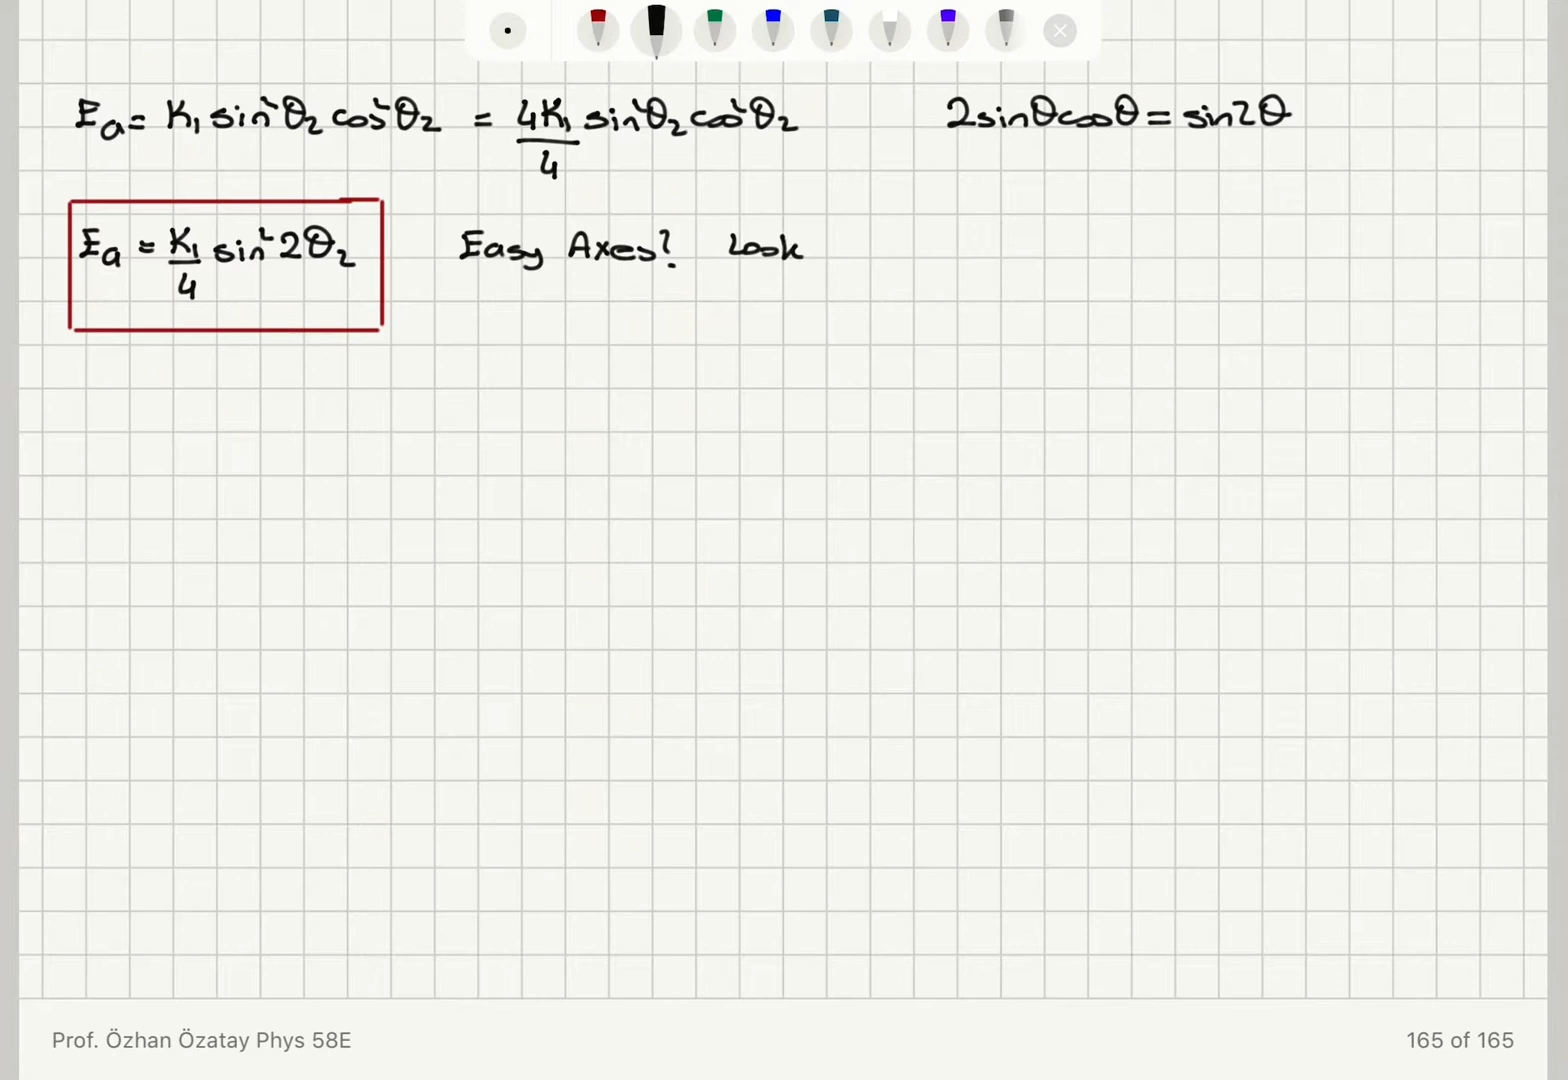 Ea = K₁ sin²θ₂ cos²θ₂ = 4K₁/4 sin²θ₂ cos²θ₂ 2sinθcosθ = sin2θ
Ea = K₁/4 sin²2θ₂ Easy Axes? Look
Prof. Özhan Özatay Phys 58E 165 of 165